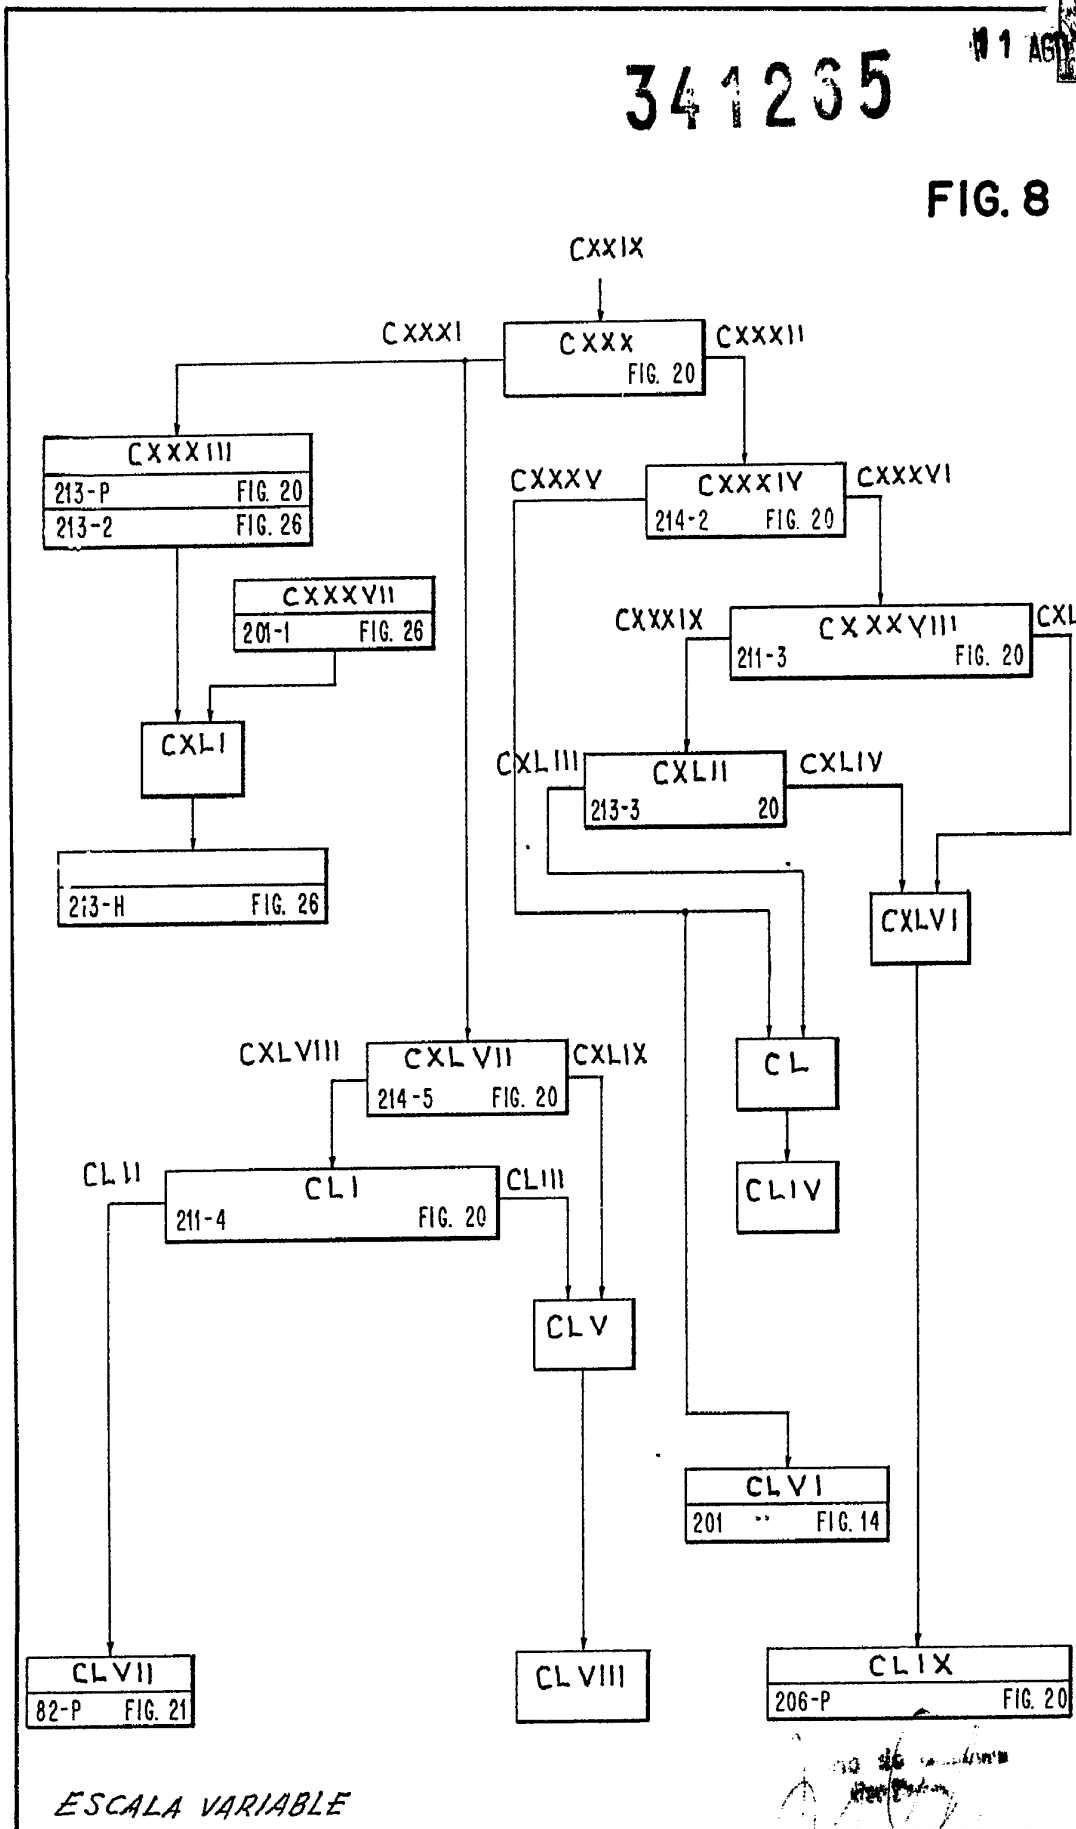 11 AGO
341265
FIG. 8
CXXIX
CXXXI
CXXX
CXXXII
FIG. 20
CXXXIII
213-P FIG. 20
213-2 FIG. 26
CXXXV
CXXXIV
CXXXVI
214-2 FIG. 20
CXXXVII
201-1 FIG. 26
CXXXIX
CXXXVIII
CXL
211-3 FIG. 20
CXLI
CXLIII
CXLII
CXLIV
213-3 20
213-H FIG. 26
CXLVI
CXLVIII
CXLVII
CXLIX
214-5 FIG. 20
CL
CLII
CLI
CLIII
211-4 FIG. 20
CLIV
CLV
CLVI
201 FIG. 14
CLVII
82-P FIG. 21
CLVIII
CLIX
206-P FIG. 20
ESCALA VARIABLE